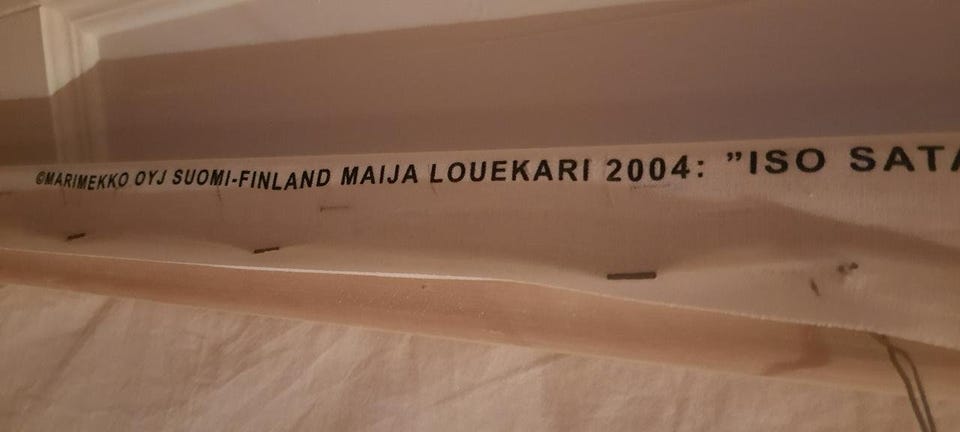 ©MARIMEKKO OYJ SUOMI-FINLAND MAIJA LOUEKARI 2004: ”ISO SATA